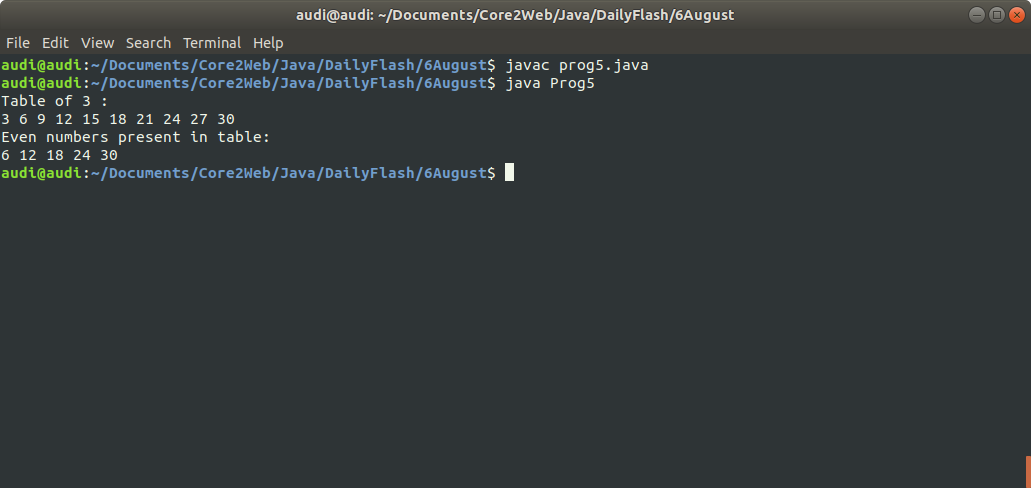 audi@audi: ~/Documents/Core2Web/Java/DailyFlash/6August
File Edit View Search Terminal Help
audi@audi:~/Documents/Core2Web/Java/DailyFlash/6August$ javac prog5.java
audi@audi:~/Documents/Core2Web/Java/DailyFlash/6August$ java Prog5
Table of 3 :
3 6 9 12 15 18 21 24 27 30
Even numbers present in table:
6 12 18 24 30
audi@audi:~/Documents/Core2Web/Java/DailyFlash/6August$